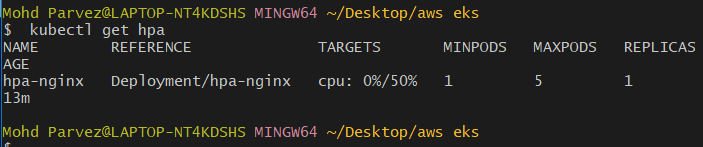 Mohd Parvez@LAPTOP-NT4KDSHS MINGW64 ~/Desktop/aws eks
$ kubectl get hpa
NAME REFERENCE TARGETS MINPODS MAXPODS REPLICAS
AGE
hpa-nginx Deployment/hpa-nginx cpu: 0%/50% 1 5 1
13m
Mohd Parvez@LAPTOP-NT4KDSHS MINGW64 ~/Desktop/aws eks
$